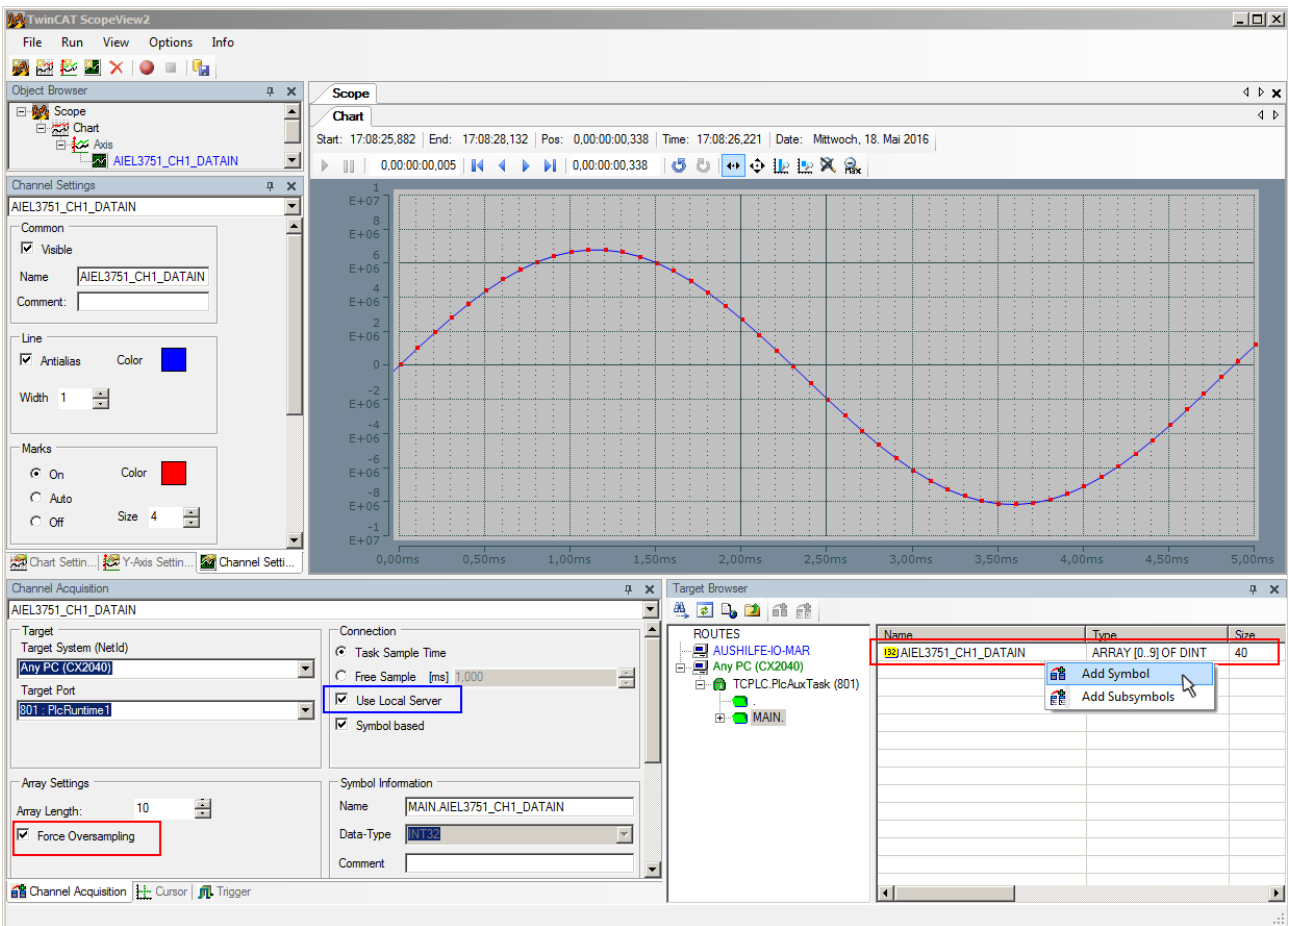 TwinCAT ScopeView2
File Run View Options Info
Object Browser
Scope
Chart
Axis
AIEL3751_CH1_DATAIN
Channel Settings
AIEL3751_CH1_DATAIN
Common
Visible
Name AIEL3751_CH1_DATAIN
Comment:
Line
Antialias Color
Width 1
Marks
On Color
Auto
Off Size 4
Chart Settin... Y-Axis Settin... Channel Setti...
Scope
Chart
Start: 17:08:25,882 End: 17:08:28,132 Pos: 0,00:00:00,338 Time: 17:08:26,221 Date: Mittwoch, 18. Mai 2016
0,00:00:00,005 0,00:00:00,338
1
E+07
8
E+06
6
E+06
4
E+06
2
E+06
0
-2
E+06
-4
E+06
-6
E+06
-8
E+06
-1
E+07
0,00ms 0,50ms 1,00ms 1,50ms 2,00ms 2,50ms 3,00ms 3,50ms 4,00ms 4,50ms 5,00ms
Channel Acquisition
AIEL3751_CH1_DATAIN
Target
Target System (NetId)
Any PC (CX2040)
Target Port
801 : PlcRuntime1
Connection
Task Sample Time
Free Sample [ms] 1,000
Use Local Server
Symbol based
Array Settings
Array Length: 10
Force Oversampling
Symbol Information
Name MAIN.AIEL3751_CH1_DATAIN
Data-Type INT32
Comment
Channel Acquisition Cursor Trigger
Target Browser
ROUTES
AUSHILFE-IO-MAR
Any PC (CX2040)
TCPLC.PlcAuxTask (801)
.
MAIN.
Name Type Size
I32 AIEL3751_CH1_DATAIN ARRAY [0..9] OF DINT 40
Add Symbol
Add Subsymbols